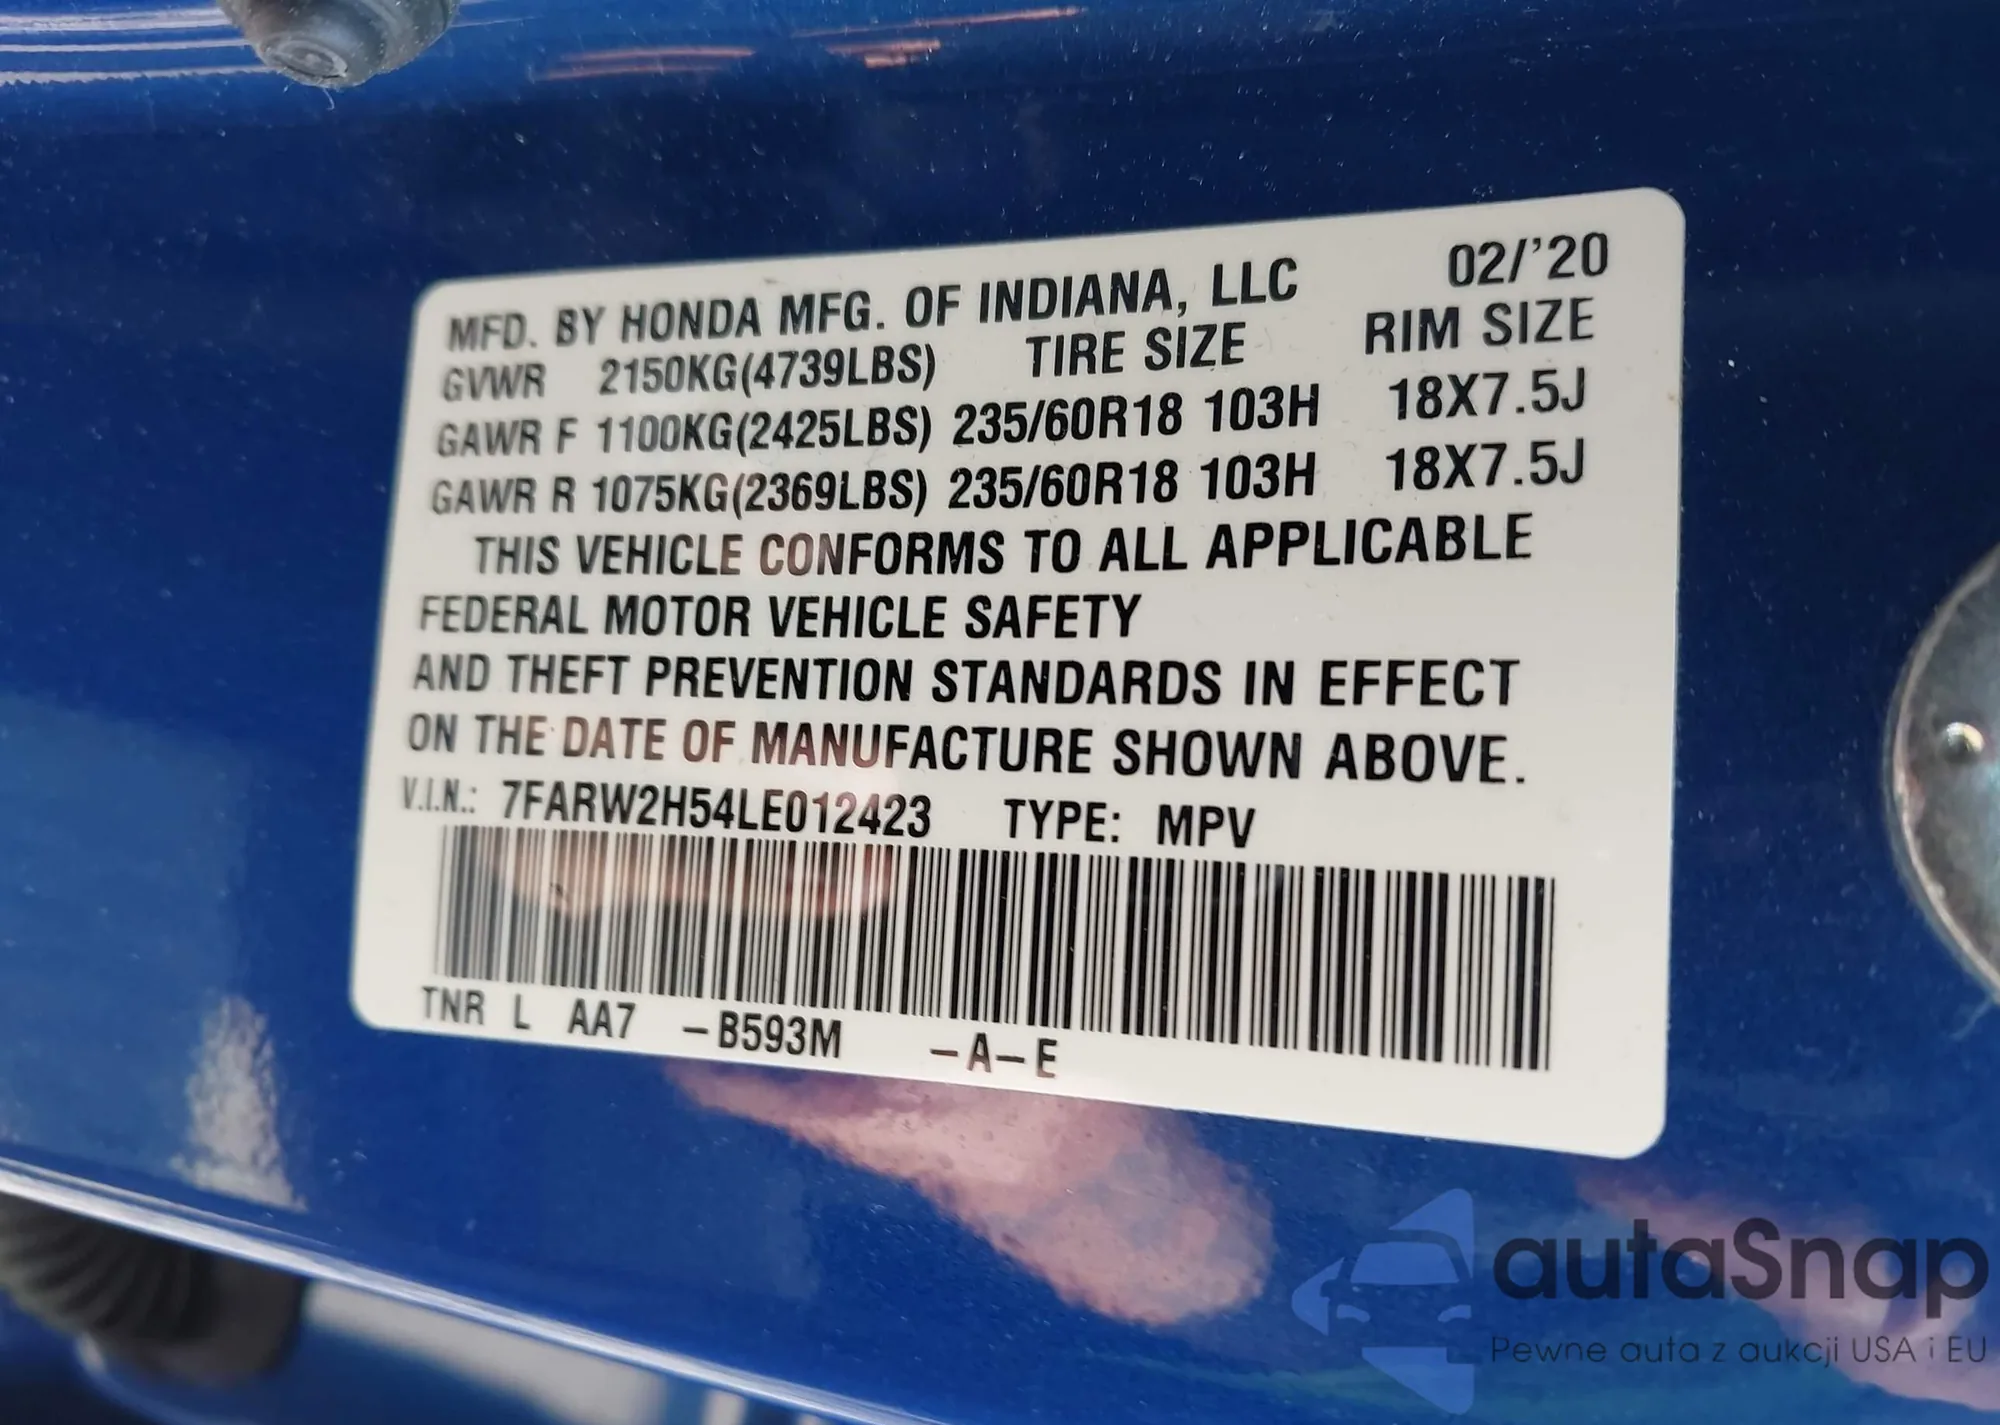 MFD. BY HONDA MFG. OF INDIANA, LLC 02/'20
GVWR 2150KG(4739LBS) TIRE SIZE RIM SIZE
GAWR F 1100KG(2425LBS) 235/60R18 103H 18X7.5J
GAWR R 1075KG(2369LBS) 235/60R18 103H 18X7.5J
THIS VEHICLE CONFORMS TO ALL APPLICABLE
FEDERAL MOTOR VEHICLE SAFETY
AND THEFT PREVENTION STANDARDS IN EFFECT
ON THE DATE OF MANUFACTURE SHOWN ABOVE.
V.I.N.: 7FARW2H54LE012423 TYPE: MPV
TNR L AA7 -B593M -A-E
autaSnap
Pewne auta z aukcji USA i EU